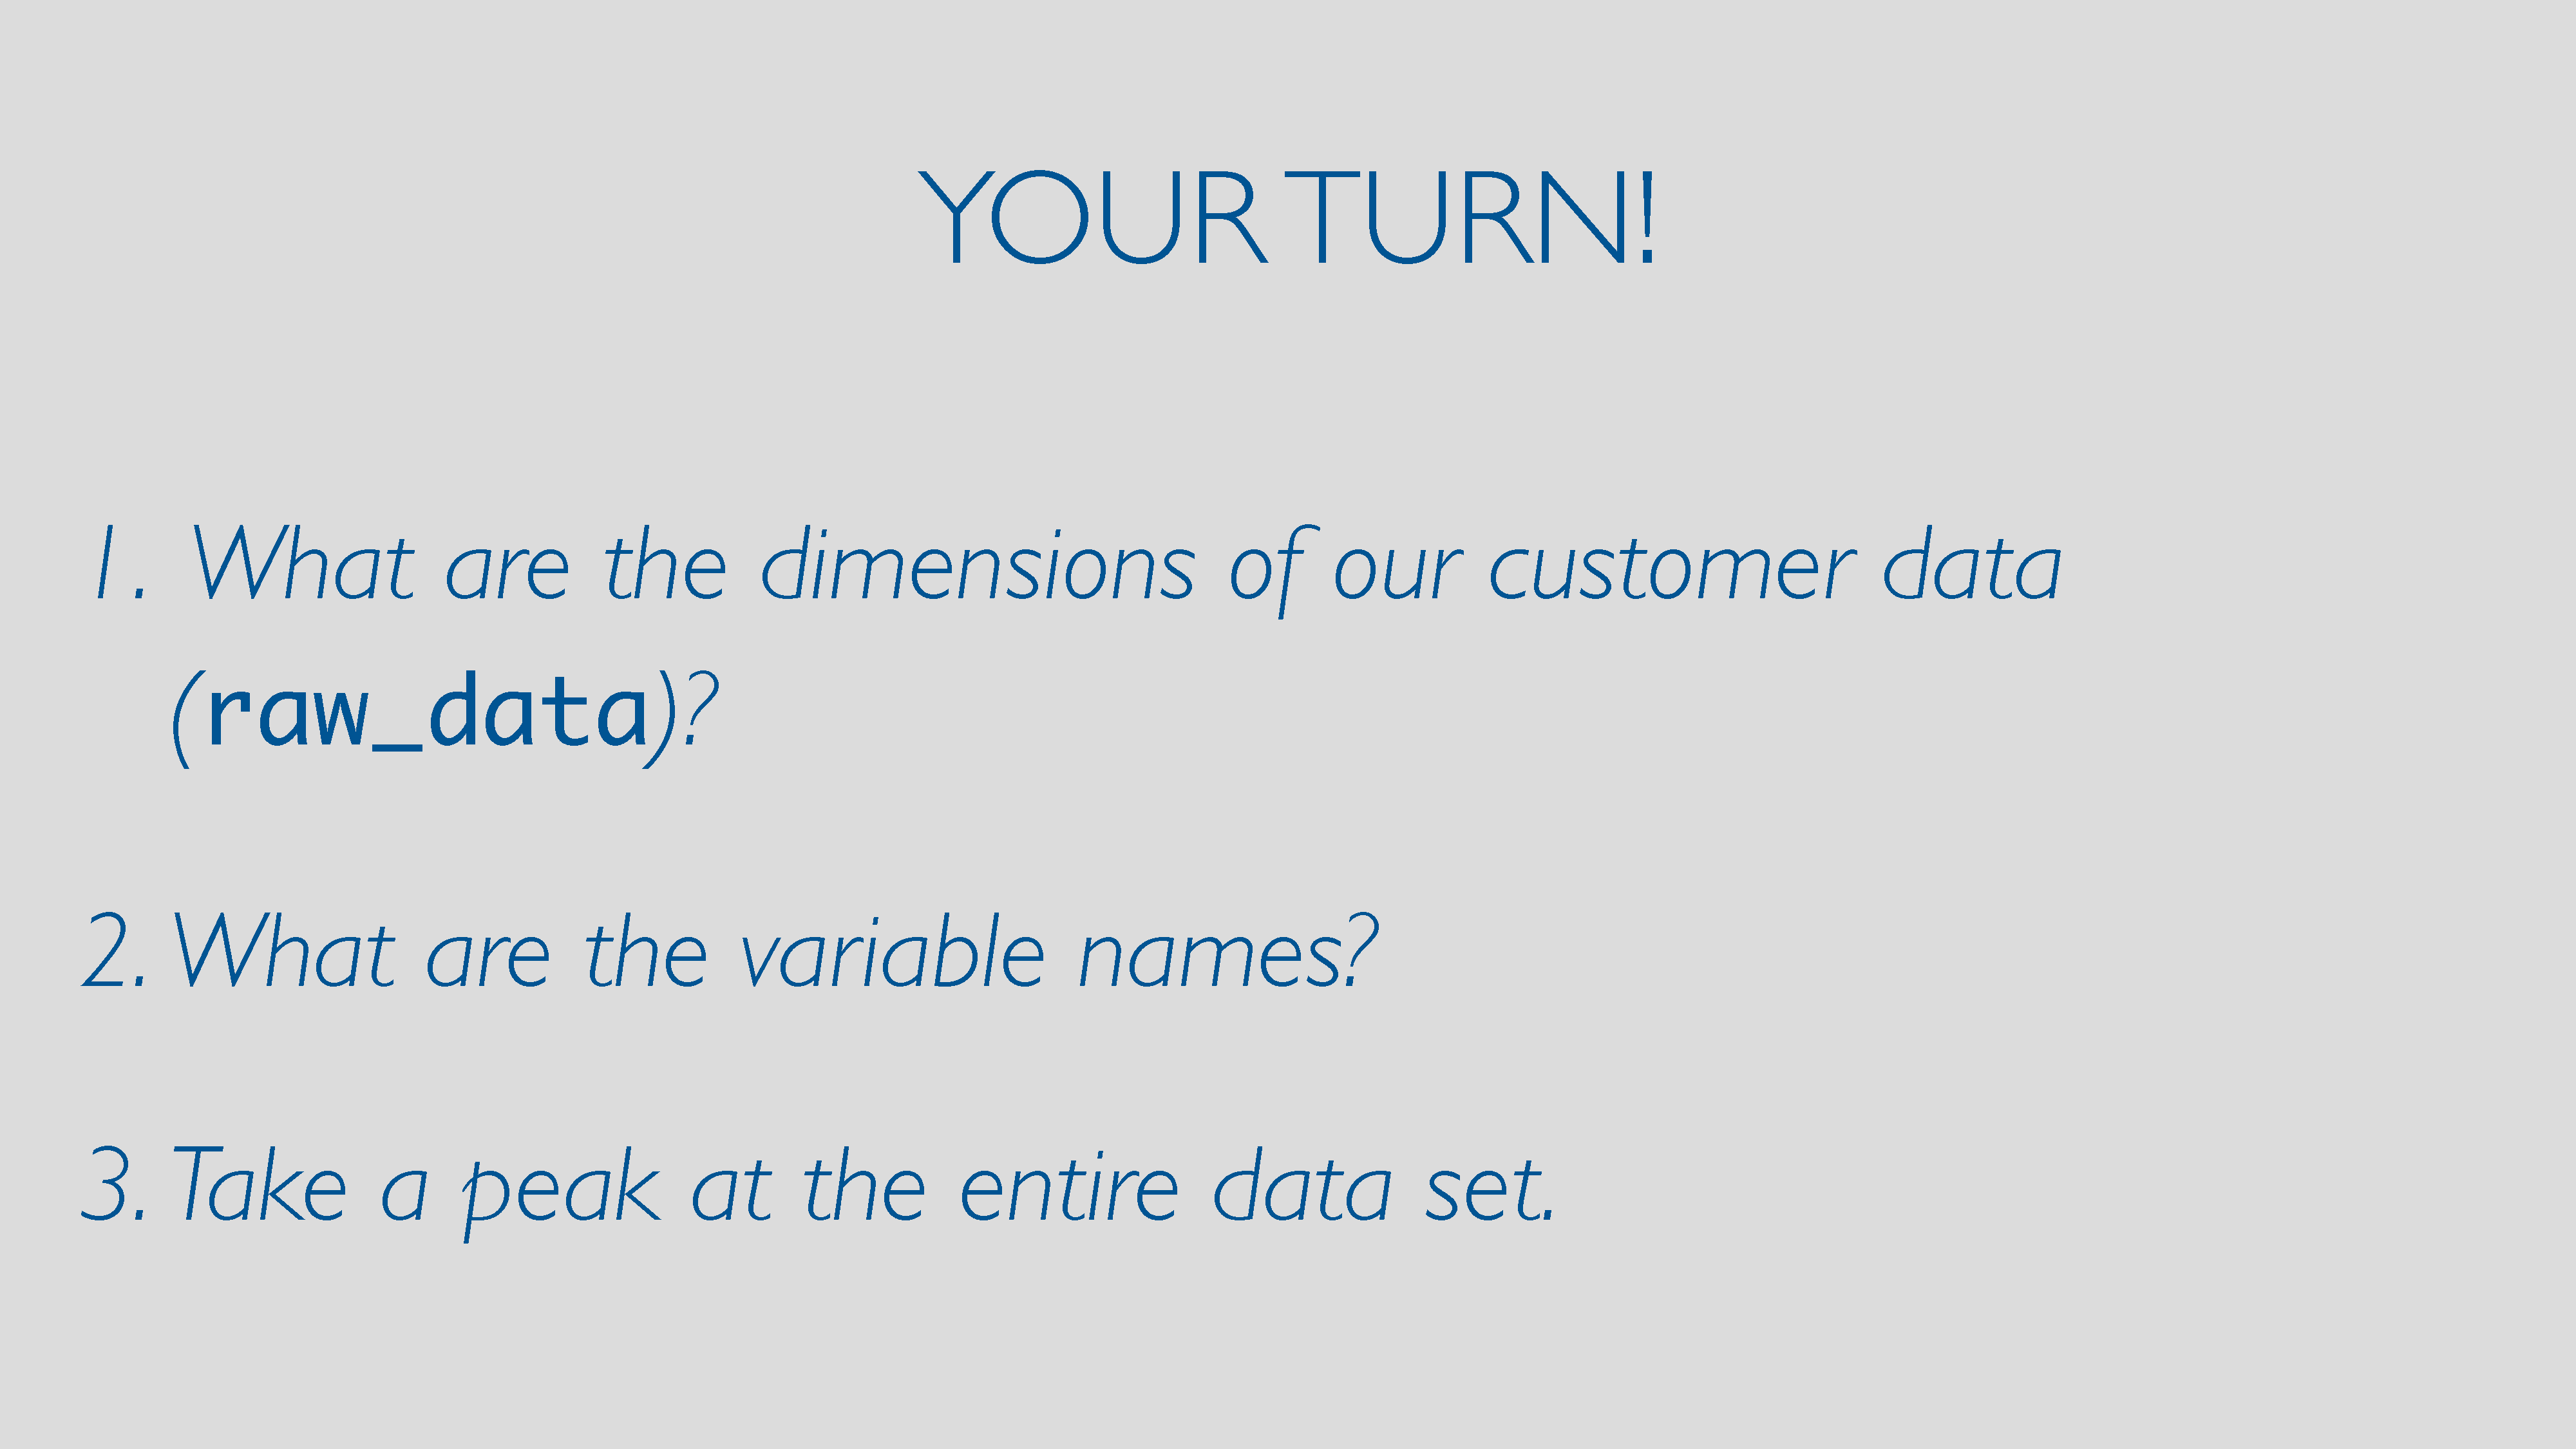 YOUR TURN!
1. What are the dimensions of our customer data
(raw_data)?
2. What are the variable names?
3. Take a peak at the entire data set.